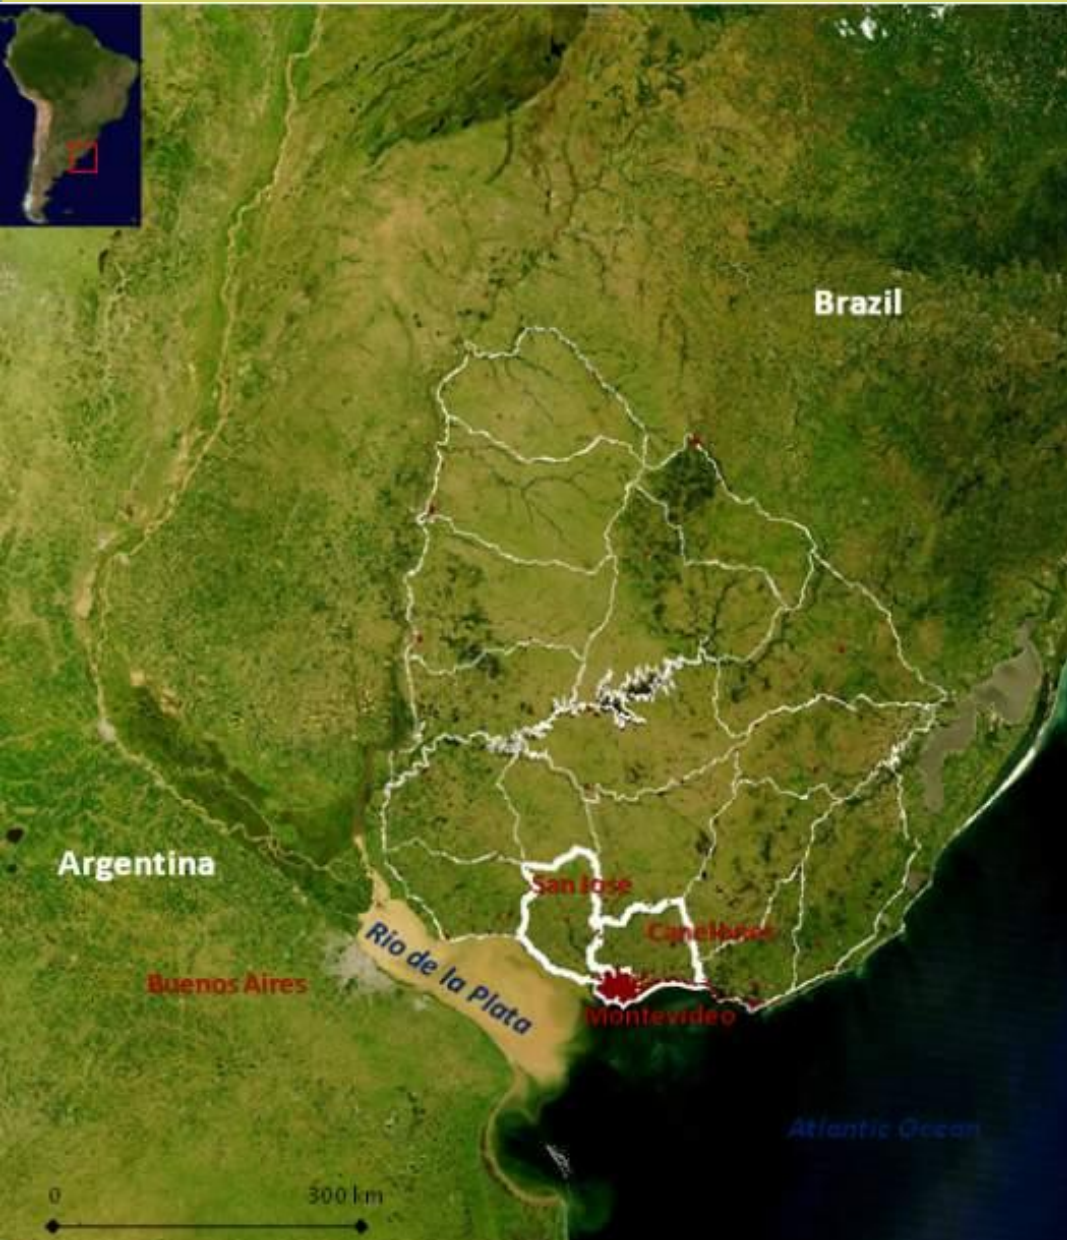 Brazil
Argentina
San Jose
Canelones
Rio de la Plata
Buenos Aires
Montevideo
Atlantic Ocean
0 300 km